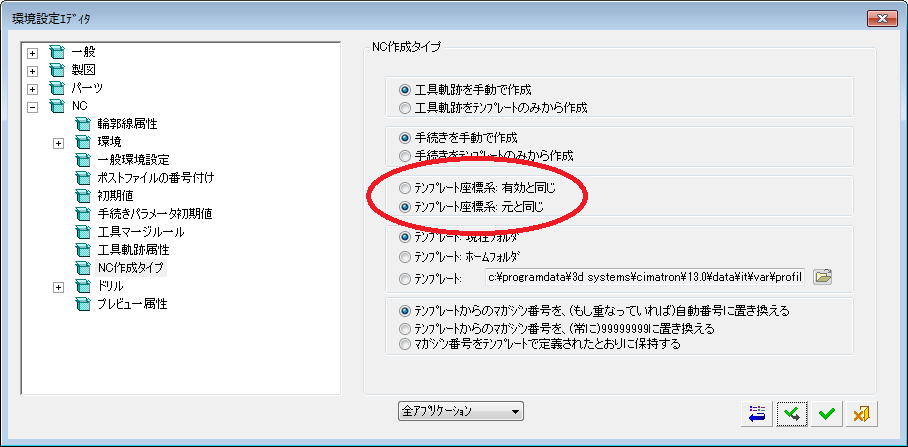 環境設定ｴﾃﾞｨﾀ
一般
製図
パーツ
NC
輪郭線属性
環境
一般環境設定
ポストファイルの番号付け
初期値
手続きパラメータ初期値
工具マージルール
工具軌跡属性
NC作成タイプ
ドリル
プレビュー属性
NC作成タイプ
工具軌跡を手動で作成
工具軌跡をﾃﾝﾌﾟﾚｰﾄのみから作成
手続きを手動で作成
手続きをﾃﾝﾌﾟﾚｰﾄのみから作成
ﾃﾝﾌﾟﾚｰﾄ座標系: 有効と同じ
ﾃﾝﾌﾟﾚｰﾄ座標系: 元と同じ
ﾃﾝﾌﾟﾚｰﾄ: 現在フォルダ
ﾃﾝﾌﾟﾚｰﾄ: ホームフォルダ
ﾃﾝﾌﾟﾚｰﾄ: c:¥programdata¥3d systems¥cimatron¥13.0¥data¥it¥var¥profil
ﾃﾝﾌﾟﾚｰﾄからのマガジン番号を、(もし重なっていれば)自動番号に置き換える
ﾃﾝﾌﾟﾚｰﾄからのマガジン番号を、(常に)99999999に置き換える
マガジン番号をﾃﾝﾌﾟﾚｰﾄで定義されたとおりに保持する
全ｱﾌﾟﾘｹｰｼｮﾝ